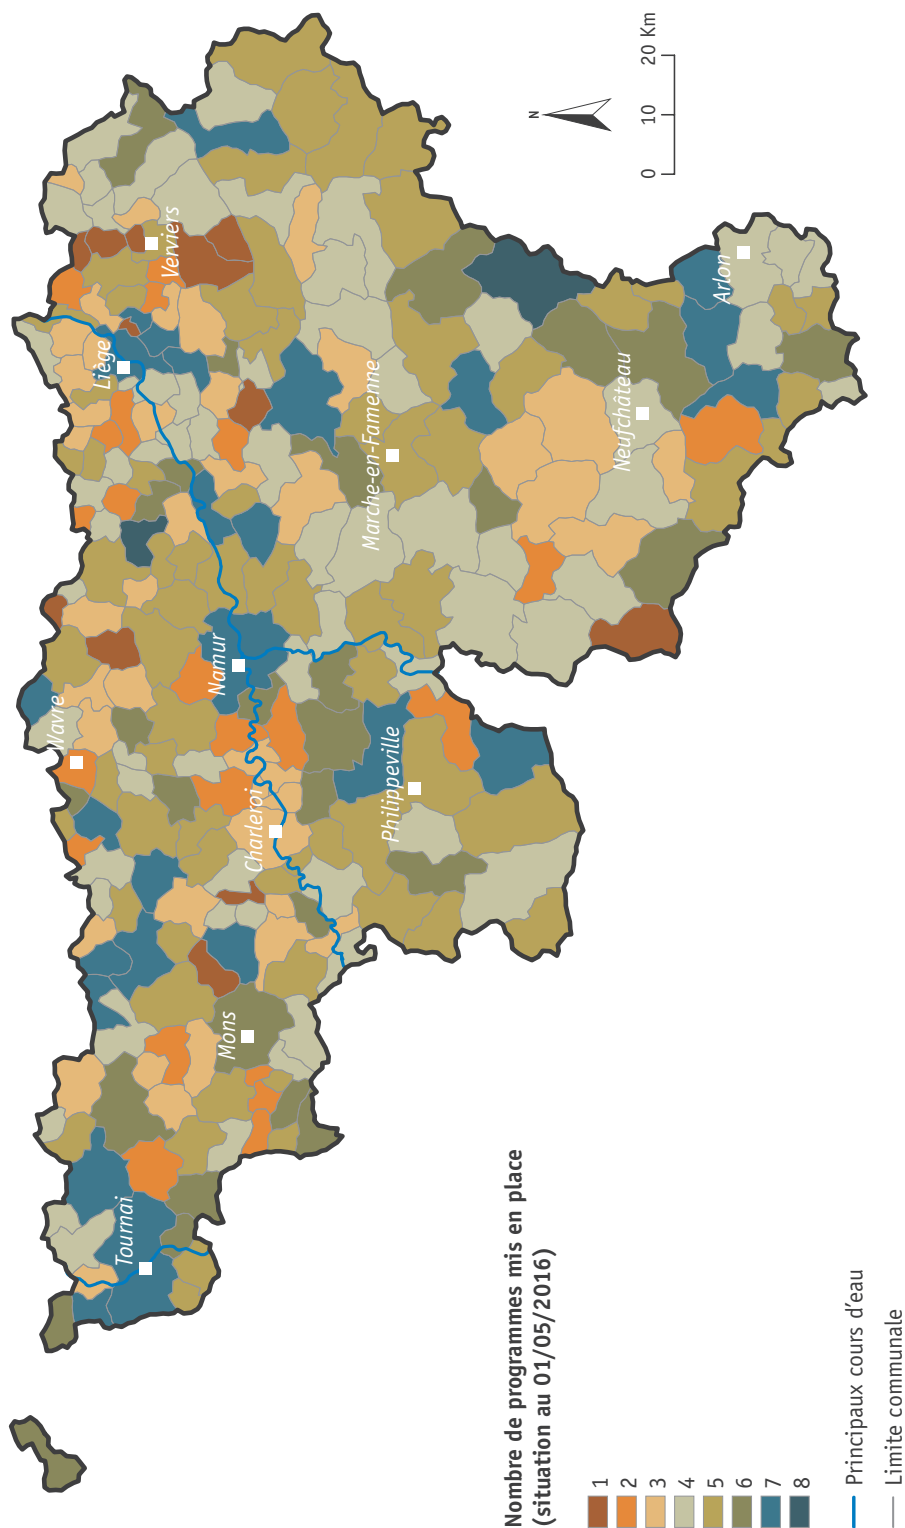 Tournai
Mons
Charleroi
Wavre
Namur
Liège
Verviers
Philippeville
Marche-en-Famenne
Neufchâteau
Arlon
N
0 10 20 Km
Nombre de programmes mis en place
(situation au 01/05/2016)
1
2
3
4
5
6
7
8
Principaux cours d'eau
Limite communale